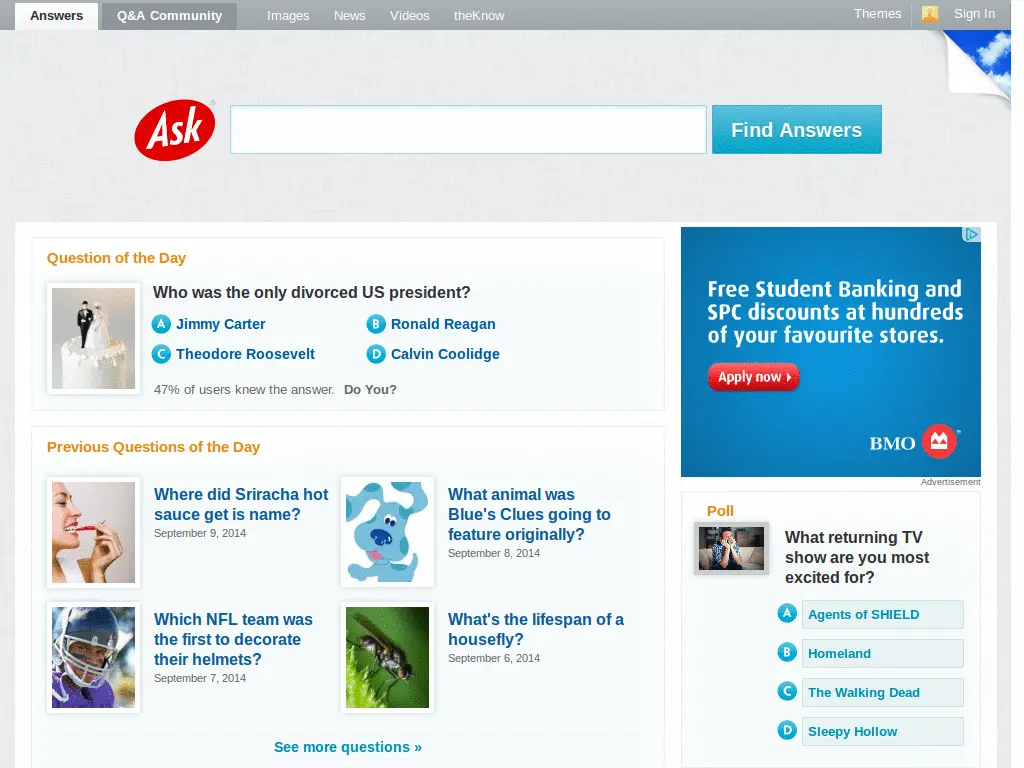 Answers
Q&A Community
Images
News
Videos
theKnow
Themes
Sign In
Ask®
Find Answers
Question of the Day
Who was the only divorced US president?
A Jimmy Carter
B Ronald Reagan
C Theodore Roosevelt
D Calvin Coolidge
47% of users knew the answer. Do You?
Previous Questions of the Day
Where did Sriracha hot
sauce get is name?
September 9, 2014
What animal was
Blue's Clues going to
feature originally?
September 8, 2014
Which NFL team was
the first to decorate
their helmets?
September 7, 2014
What's the lifespan of a
housefly?
September 6, 2014
See more questions »
Free Student Banking and
SPC discounts at hundreds
of your favourite stores.
Apply now
BMO
Advertisement
Poll
What returning TV
show are you most
excited for?
A Agents of SHIELD
B Homeland
C The Walking Dead
D Sleepy Hollow